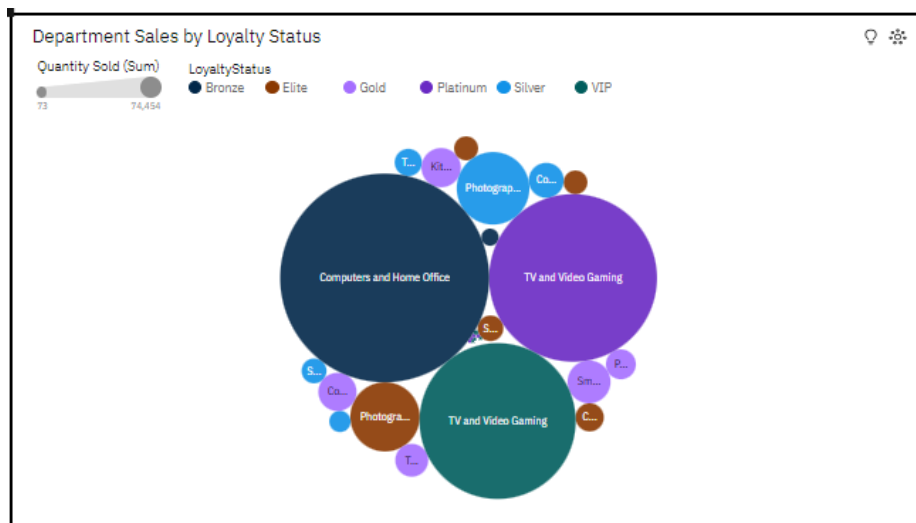 Department Sales by Loyalty Status
Quantity Sold (Sum)
73
74,454
LoyaltyStatus
Bronze Elite Gold Platinum Silver VIP
T...
Kit...
Photograp...
Co...
Computers and Home Office
TV and Video Gaming
S...
P...
S...
Sm...
Co...
Photogra...
TV and Video Gaming
C...
T...